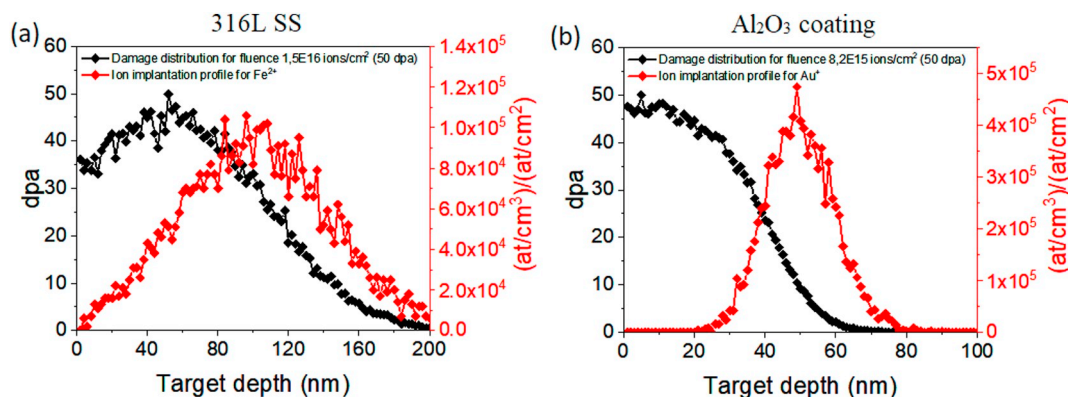 316L SS
Al₂O₃ coating
(a)
60
50
40
30
20
10
0
dpa
Damage distribution for fluence 1,5E16 ions/cm² (50 dpa)
Ion implantation profile for Fe²⁺
1.4x10⁵
1.2x10⁵
1.0x10⁵
8.0x10⁴
6.0x10⁴
4.0x10⁴
2.0x10⁴
0.0
(at/cm³)/(at/cm²)
0 40 80 120 160 200
Target depth (nm)
(b)
60
50
40
30
20
10
0
dpa
Damage distribution for fluence 8,2E15 ions/cm² (50 dpa)
Ion implantation profile for Au⁺
5x10⁵
4x10⁵
3x10⁵
2x10⁵
1x10⁵
0
(at/cm³)/(at/cm²)
0 20 40 60 80 100
Target depth (nm)